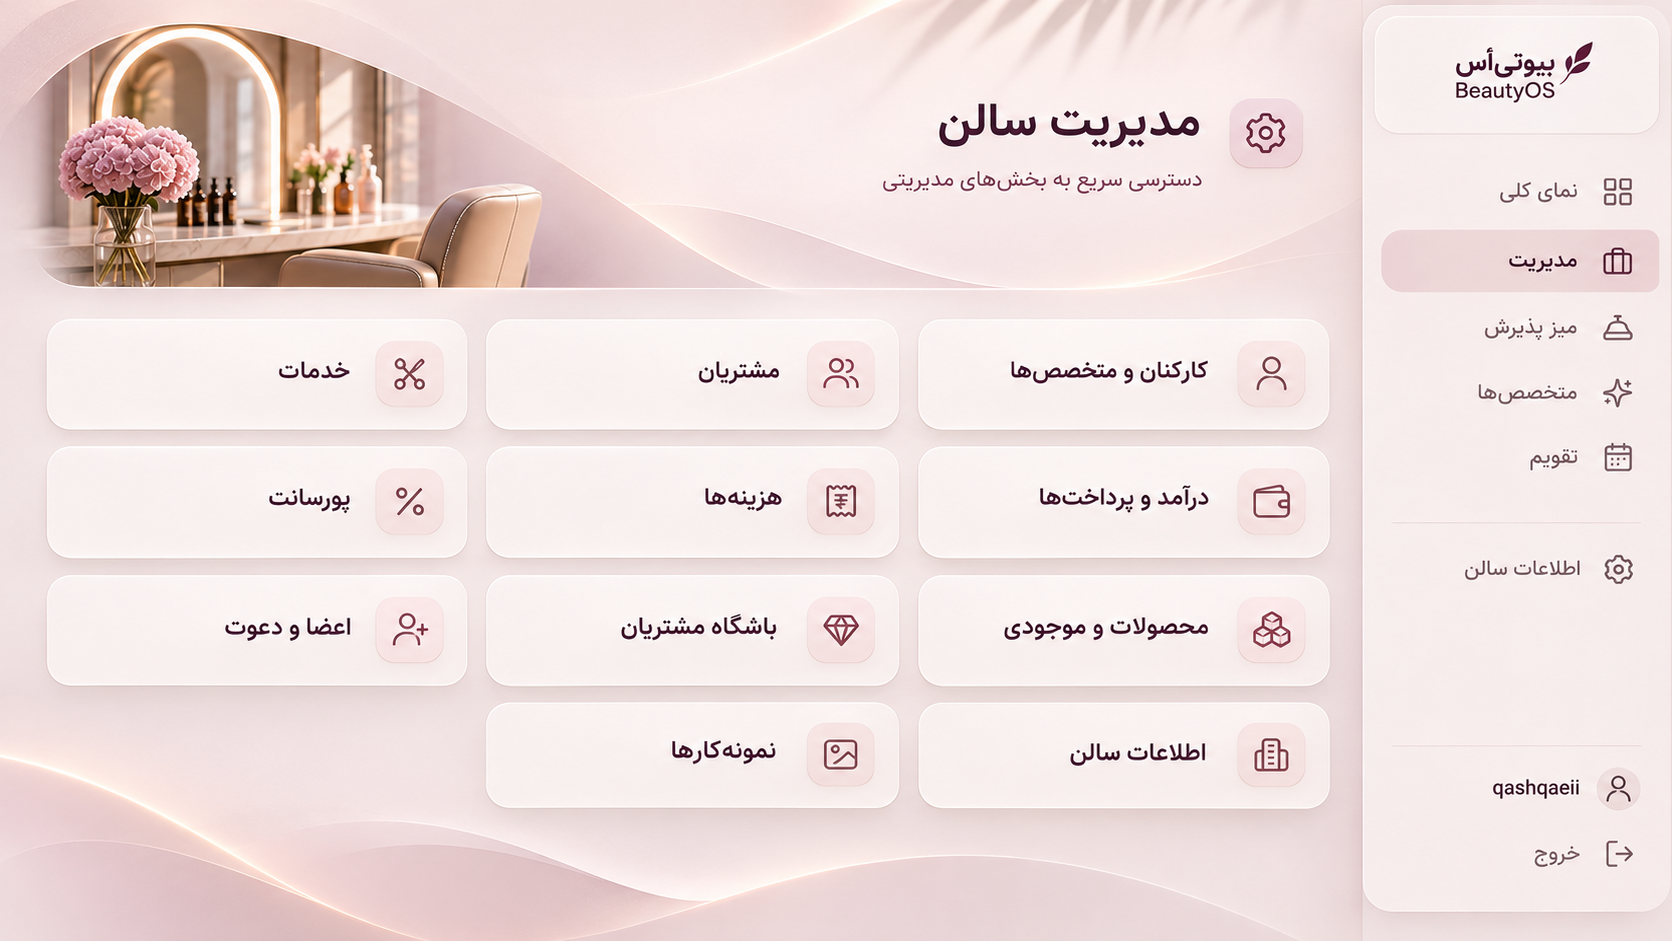 بیوتی‌أس
BeautyOS
نمای کلی
مدیریت
میز پذیرش
متخصص‌ها
تقویم
اطلاعات سالن
qashqaeii
خروج
مدیریت سالن
دسترسی سریع به بخش‌های مدیریتی
کارکنان و متخصص‌ها
مشتریان
خدمات
درآمد و پرداخت‌ها
هزینه‌ها
پورسانت
محصولات و موجودی
باشگاه مشتریان
اعضا و دعوت
اطلاعات سالن
نمونه‌کارها